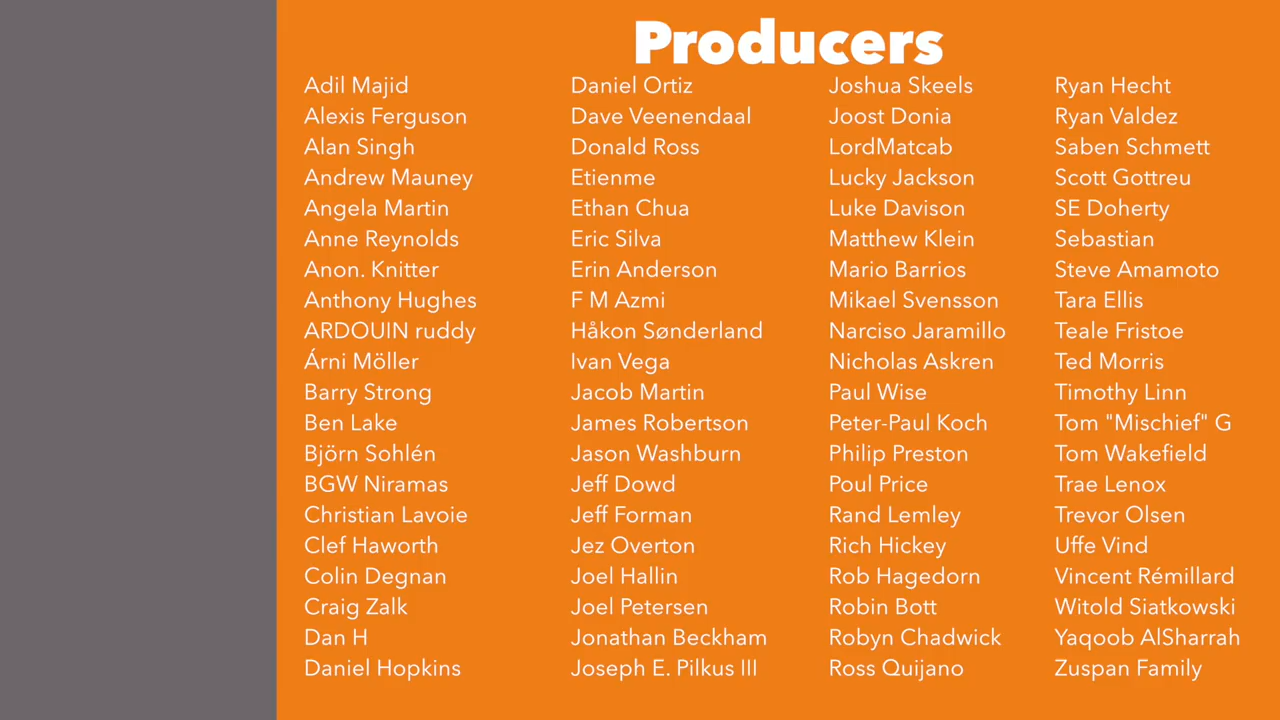 Producers
Adil Majid
Alexis Ferguson
Alan Singh
Andrew Mauney
Angela Martin
Anne Reynolds
Anon. Knitter
Anthony Hughes
ARDOUIN ruddy
Árni Möller
Barry Strong
Ben Lake
Björn Sohlén
BGW Niramas
Christian Lavoie
Clef Haworth
Colin Degnan
Craig Zalk
Dan H
Daniel Hopkins
Daniel Ortiz
Dave Veenendaal
Donald Ross
Etienme
Ethan Chua
Eric Silva
Erin Anderson
F M Azmi
Håkon Sønderland
Ivan Vega
Jacob Martin
James Robertson
Jason Washburn
Jeff Dowd
Jeff Forman
Jez Overton
Joel Hallin
Joel Petersen
Jonathan Beckham
Joseph E. Pilkus III
Joshua Skeels
Joost Donia
LordMatcab
Lucky Jackson
Luke Davison
Matthew Klein
Mario Barrios
Mikael Svensson
Narciso Jaramillo
Nicholas Askren
Paul Wise
Peter-Paul Koch
Philip Preston
Poul Price
Rand Lemley
Rich Hickey
Rob Hagedorn
Robin Bott
Robyn Chadwick
Ross Quijano
Ryan Hecht
Ryan Valdez
Saben Schmett
Scott Gottreu
SE Doherty
Sebastian
Steve Amamoto
Tara Ellis
Teale Fristoe
Ted Morris
Timothy Linn
Tom "Mischief" G
Tom Wakefield
Trae Lenox
Trevor Olsen
Uffe Vind
Vincent Rémillard
Witold Siatkowski
Yaqoob AlSharrah
Zuspan Family